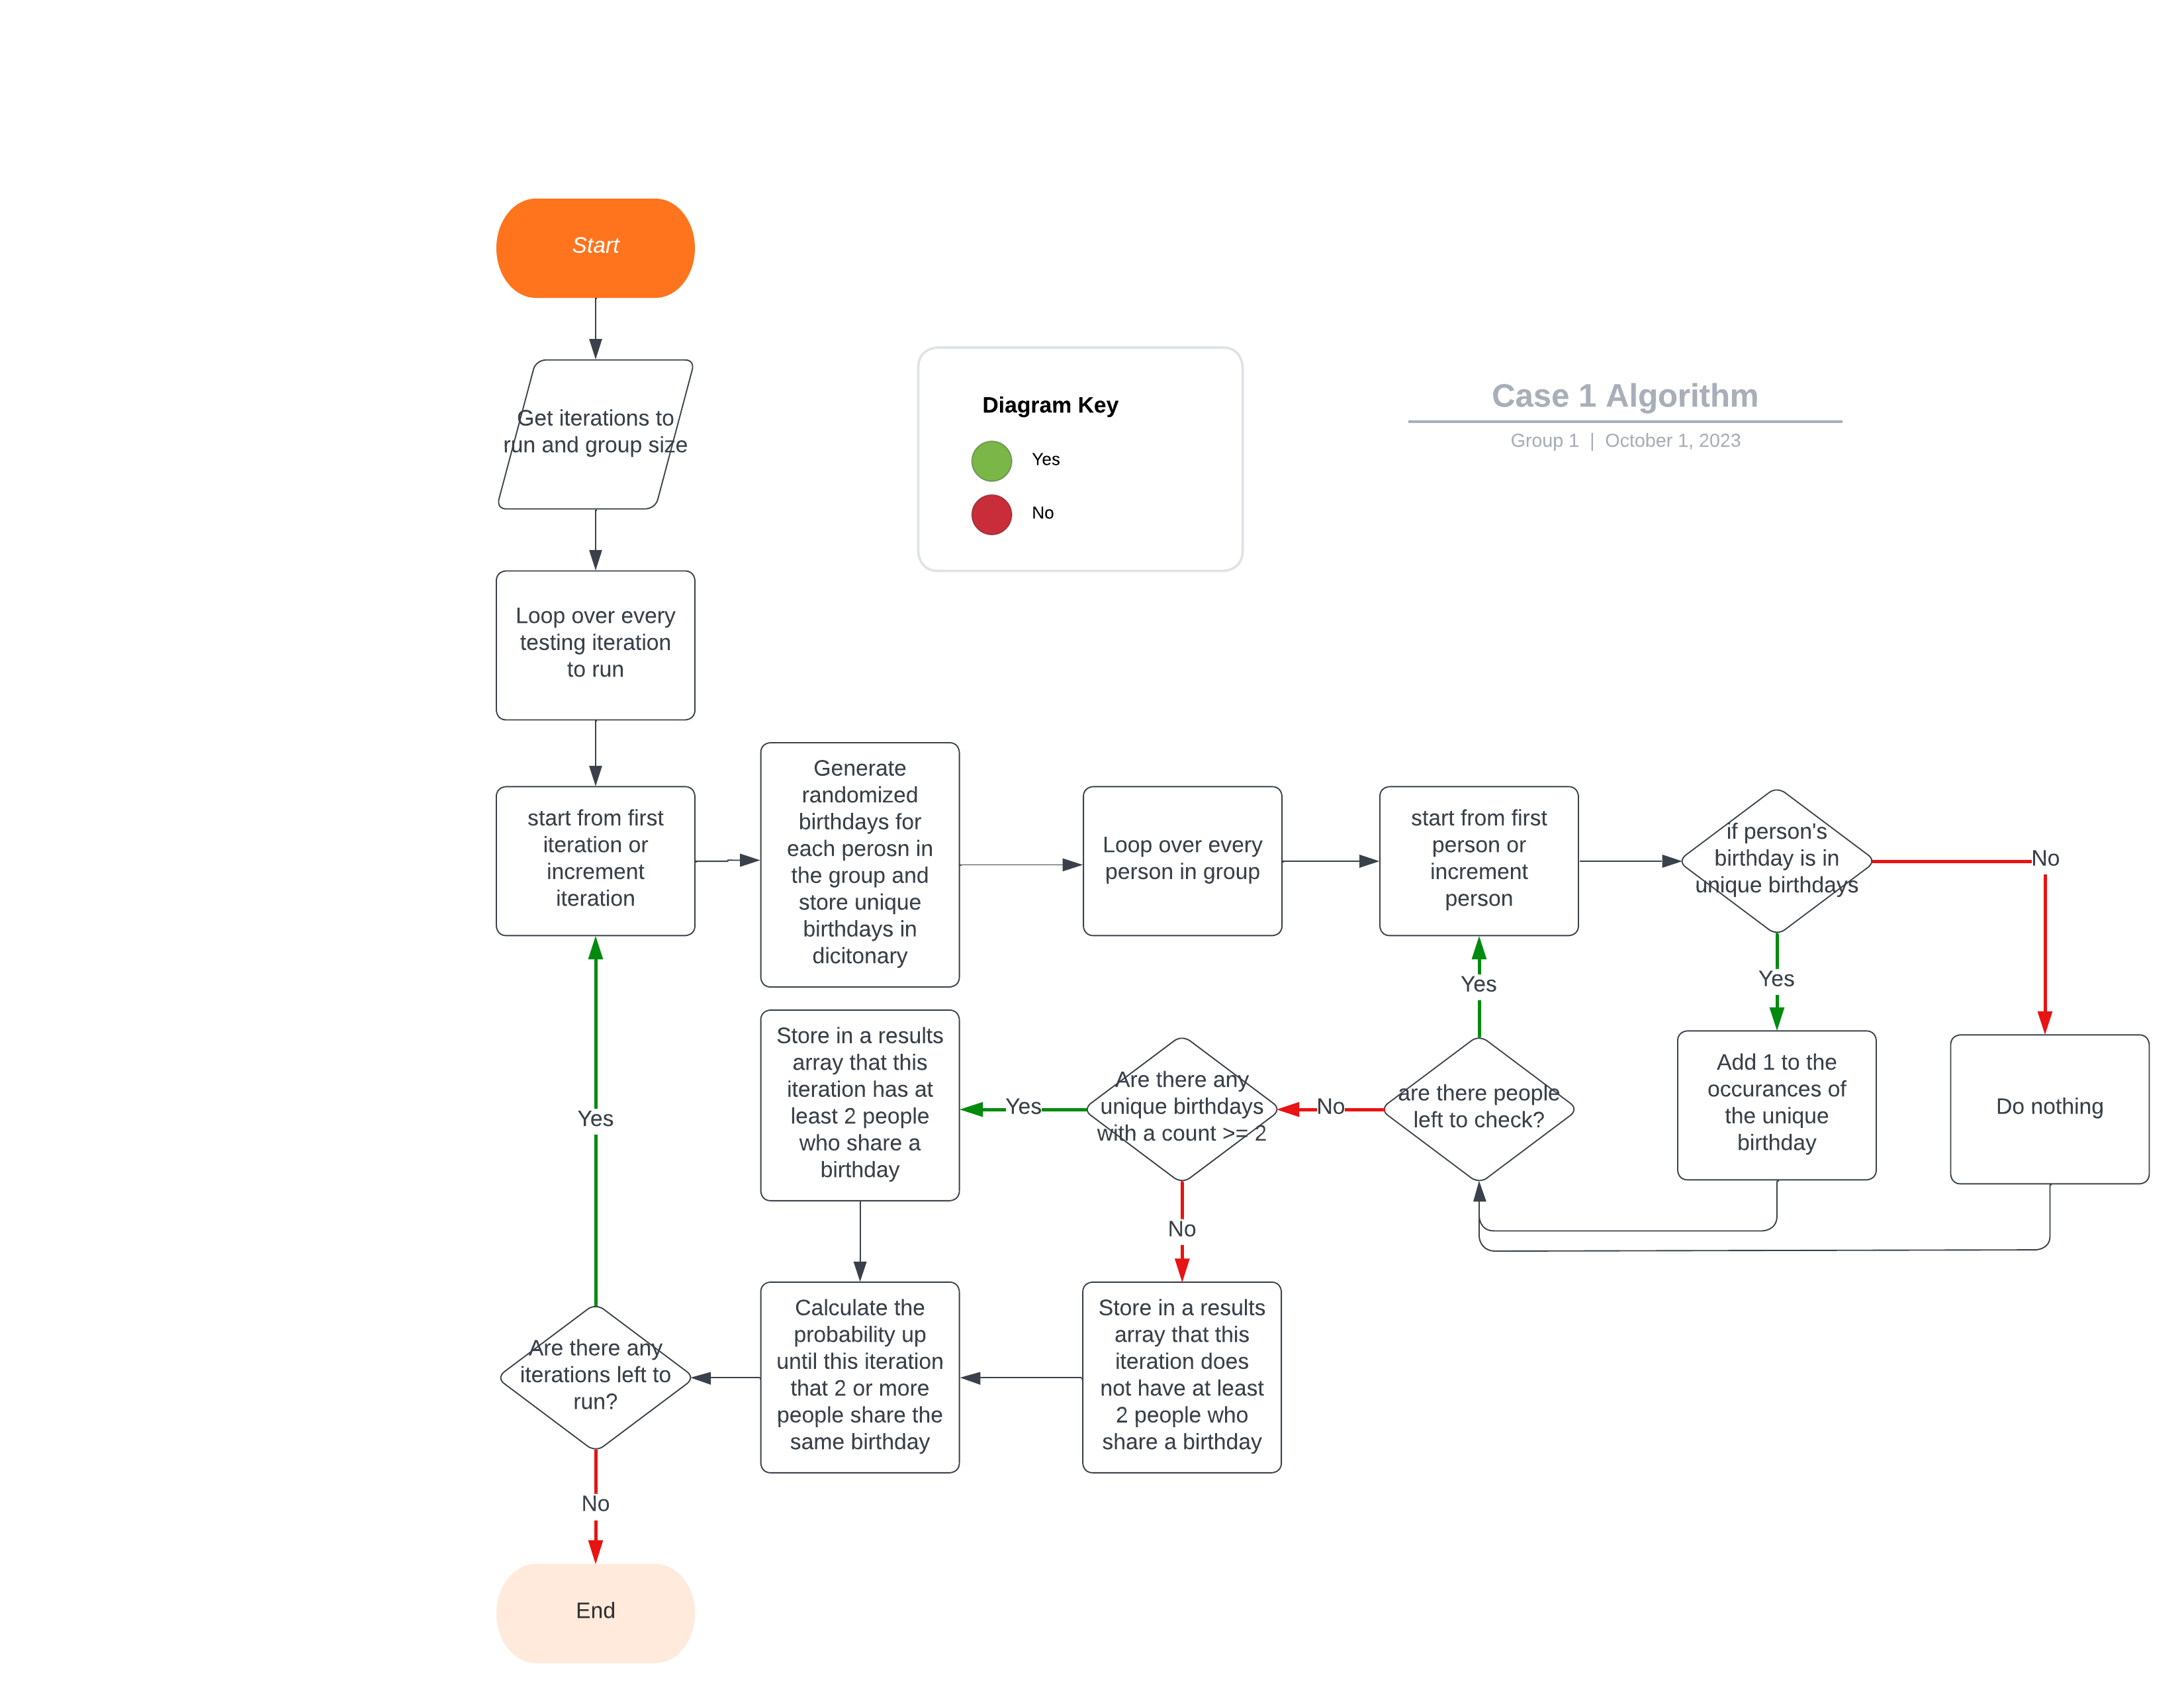 Start
Get iterations to
run and group size
Diagram Key
Yes
No
Case 1 Algorithm
Group 1 | October 1, 2023
Loop over every
testing iteration
to run
start from first
iteration or
increment
iteration
Generate
randomized
birthdays for
each perosn in
the group and
store unique
birthdays in
dicitonary
Loop over every
person in group
start from first
person or
increment
person
if person's
birthday is in
unique birthdays
No
Yes
Yes
Add 1 to the
occurances of
the unique
birthday
Do nothing
are there people
left to check?
No
Are there any
unique birthdays
with a count >= 2
Yes
Store in a results
array that this
iteration has at
least 2 people
who share a
birthday
No
Store in a results
array that this
iteration does
not have at least
2 people who
share a birthday
Calculate the
probability up
until this iteration
that 2 or more
people share the
same birthday
Yes
Are there any
iterations left to
run?
No
End